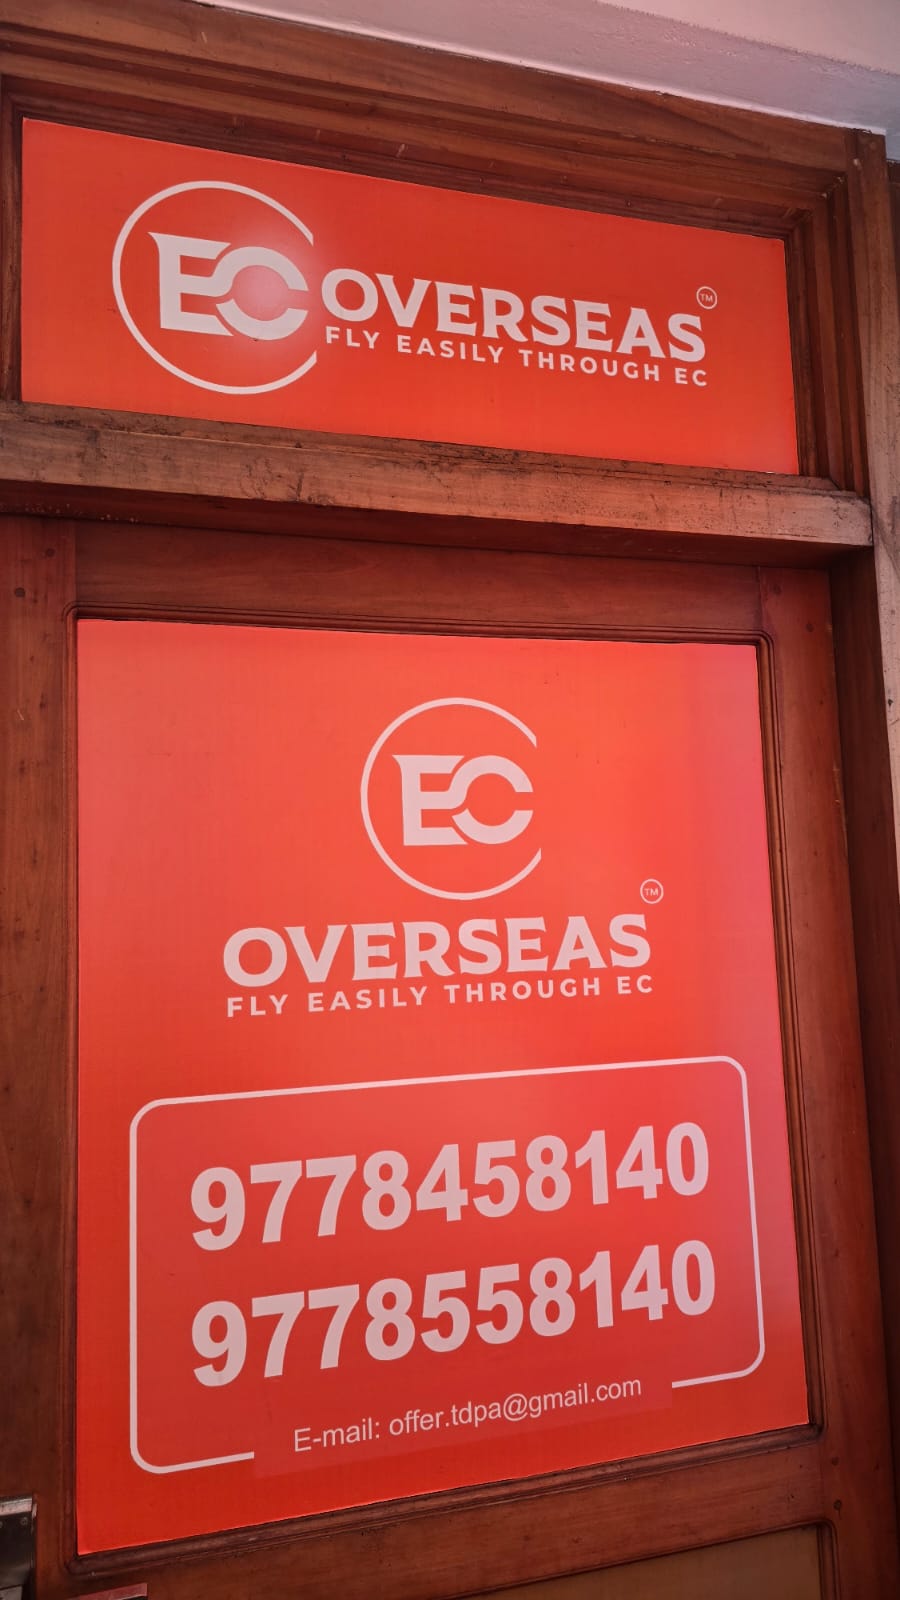 EC OVERSEAS TM
FLY EASILY THROUGH EC
EC
TM
OVERSEAS
FLY EASILY THROUGH EC
9778458140
9778558140
E-mail: offer.tdpa@gmail.com